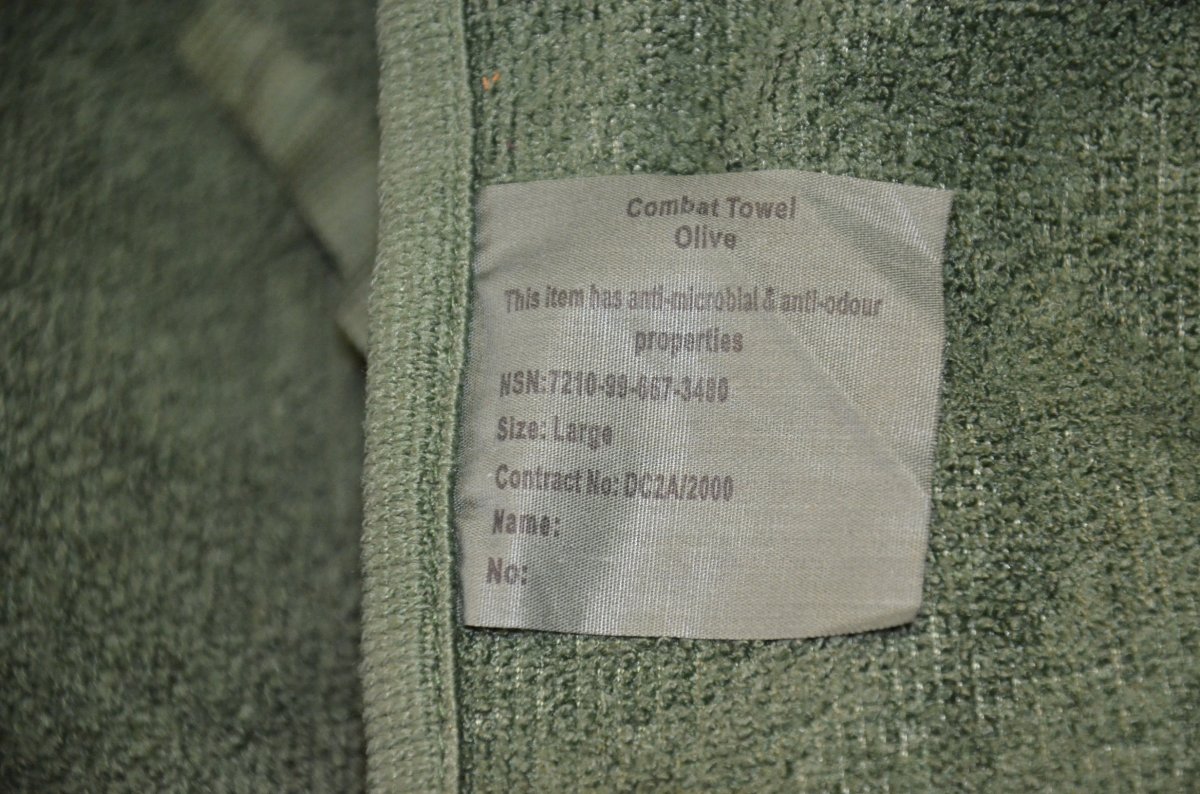 Combat Towel
Olive
This item has anti-microbial & anti-odour
properties
NSN:7210-99-667-3480
Size: Large
Contract No: DC2A/2000
Name:
No: